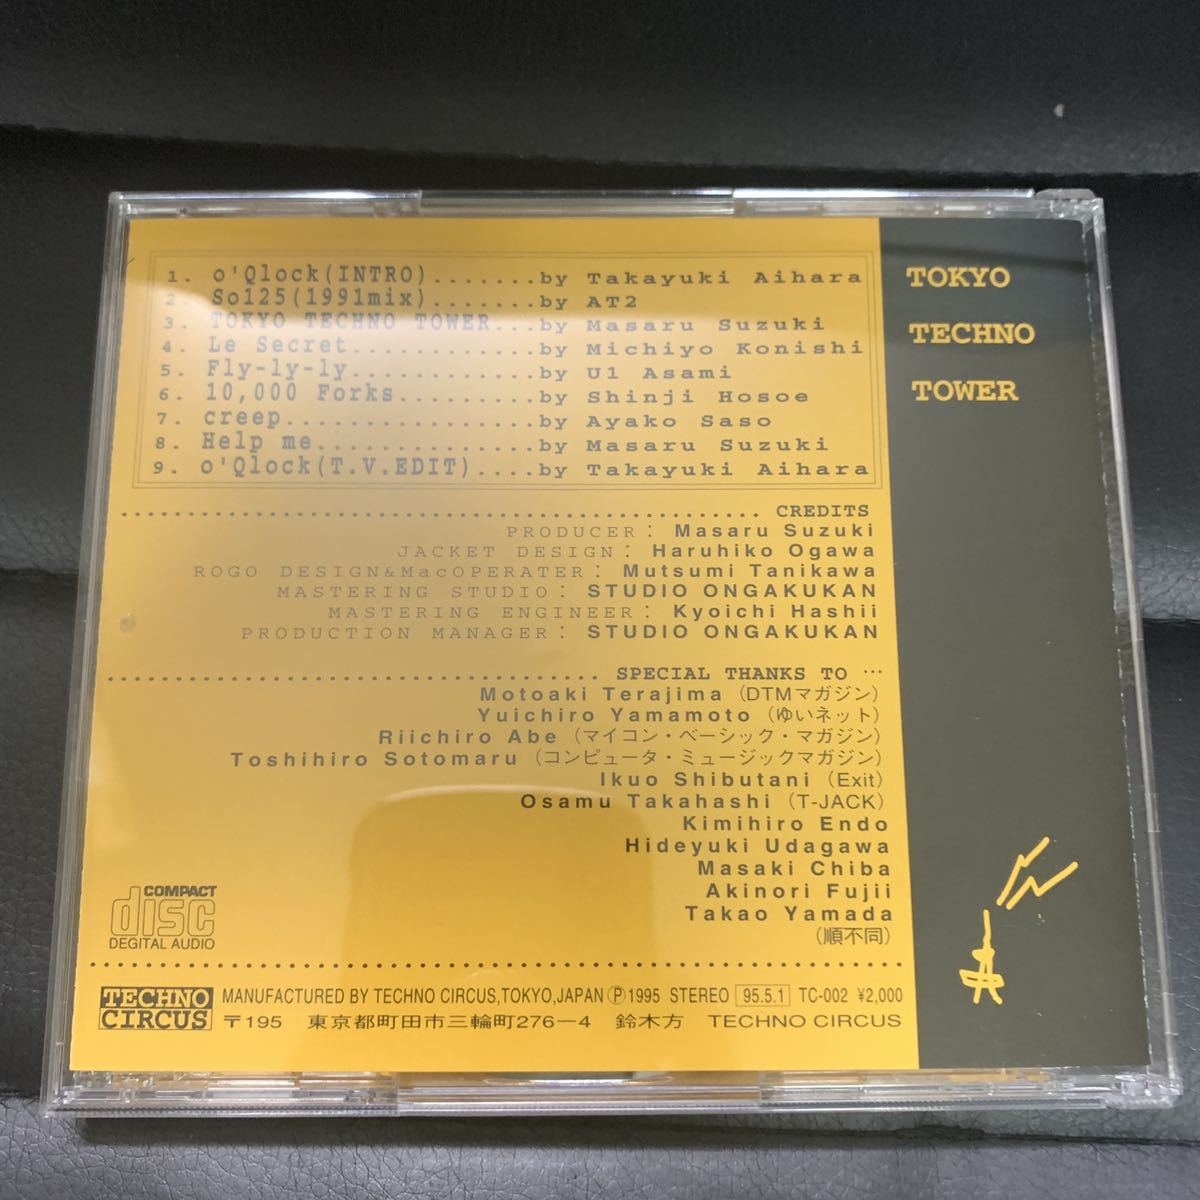 1. o'Qlock(INTRO).......by Takayuki Aihara
2. So125(1991mix).......by AT2
3. TOKYO TECHNO TOWER...by Masaru Suzuki
4. Le Secret............by Michiyo Konishi
5. Fly-ly-ly............by U1 Asami
6. 10,000 Forks.........by Shinji Hosoe
7. creep................by Ayako Saso
8. Help me..............by Masaru Suzuki
9. o'Qlock(T.V.EDIT)....by Takayuki Aihara
TOKYO
TECHNO
TOWER
CREDITS
PRODUCER: Masaru Suzuki
JACKET DESIGN: Haruhiko Ogawa
ROGO DESIGN&MacOPERATER: Mutsumi Tanikawa
MASTERING STUDIO: STUDIO ONGAKUKAN
MASTERING ENGINEER: Kyoichi Hashii
PRODUCTION MANAGER: STUDIO ONGAKUKAN
SPECIAL THANKS TO …
Motoaki Terajima (DTMマガジン)
Yuichiro Yamamoto (ゆいネット)
Riichiro Abe (マイコン・ベーシック・マガジン)
Toshihiro Sotomaru (コンピュータ・ミュージックマガジン)
Ikuo Shibutani (Exit)
Osamu Takahashi (T-JACK)
Kimihiro Endo
Hideyuki Udagawa
Masaki Chiba
Akinori Fujii
Takao Yamada
(順不同)
COMPACT
disc
DEGITAL AUDIO
TECHNO
CIRCUS
MANUFACTURED BY TECHNO CIRCUS,TOKYO,JAPAN Ⓟ1995 STEREO 95.5.1 TC-002 ¥2,000
〒195 東京都町田市三輪町276－4 鈴木方 TECHNO CIRCUS